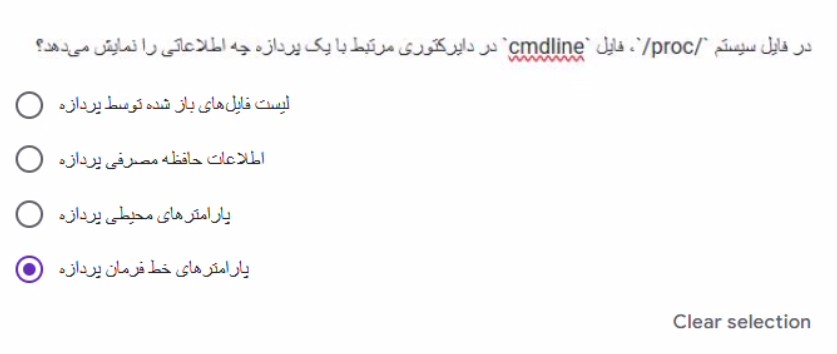 در فایل سیستم `/proc/`، فایل `cmdline` در دایرکتوری مرتبط با یک پردازه چه اطلاعاتی را نمایش می‌دهد؟
لیست فایل‌های باز شده توسط پردازه
اطلاعات حافظه مصرفی پردازه
پارامترهای محیطی پردازه
پارامترهای خط فرمان پردازه
Clear selection